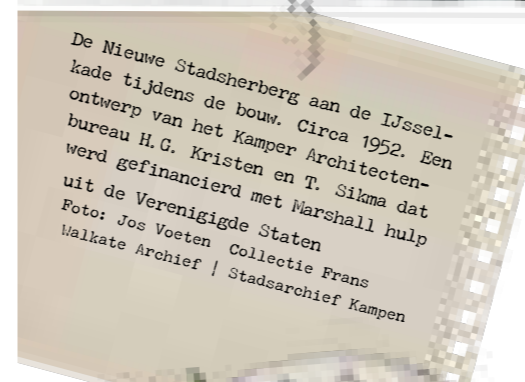 De Nieuwe Stadsherberg aan de IJssel-
kade tijdens de bouw. Circa 1952. Een
ontwerp van het Kamper Architecten-
bureau H.G. Kristen en T. Sikma dat
werd gefinancierd met Marshall hulp
uit de Verenigigde Staten
Foto: Jos Voeten Collectie Frans
Walkate Archief | Stadsarchief Kampen